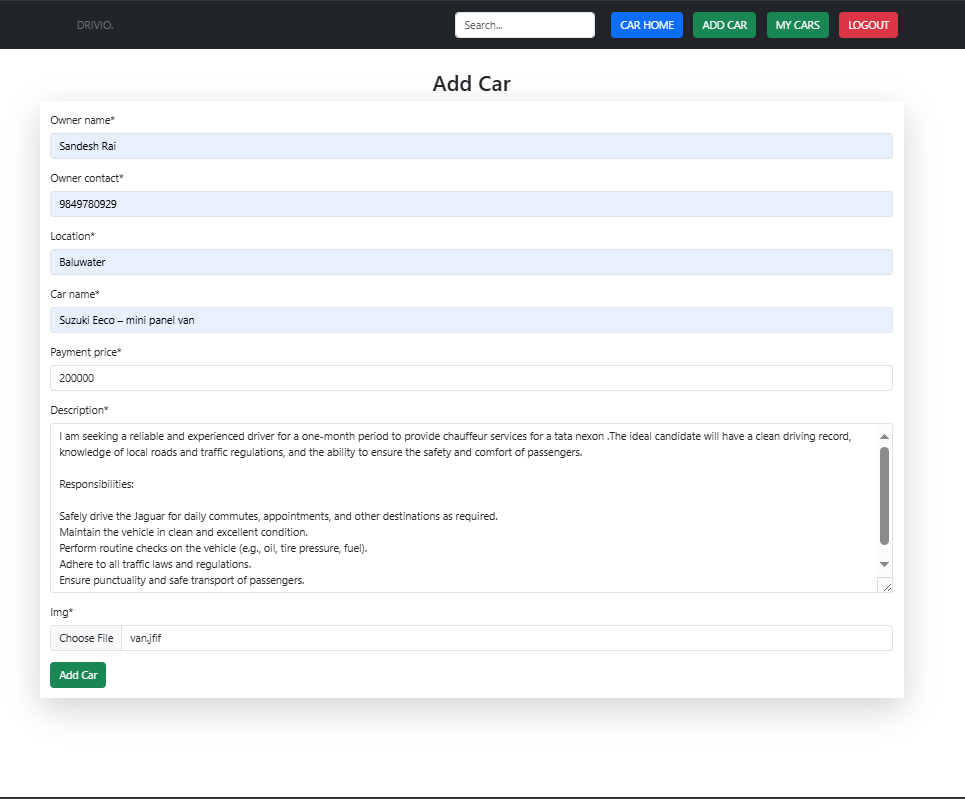 DRIVIO.
Search...
CAR HOME
ADD CAR
MY CARS
LOGOUT
Add Car
Owner name*
Sandesh Rai
Owner contact*
9849780929
Location*
Baluwater
Car name*
Suzuki Eeco – mini panel van
Payment price*
200000
Description*
I am seeking a reliable and experienced driver for a one-month period to provide chauffeur services for a tata nexon .The ideal candidate will have a clean driving record,
knowledge of local roads and traffic regulations, and the ability to ensure the safety and comfort of passengers.
Responsibilities:
Safely drive the Jaguar for daily commutes, appointments, and other destinations as required.
Maintain the vehicle in clean and excellent condition.
Perform routine checks on the vehicle (e.g., oil, tire pressure, fuel).
Adhere to all traffic laws and regulations.
Ensure punctuality and safe transport of passengers.
Img*
Choose File
van.jfif
Add Car